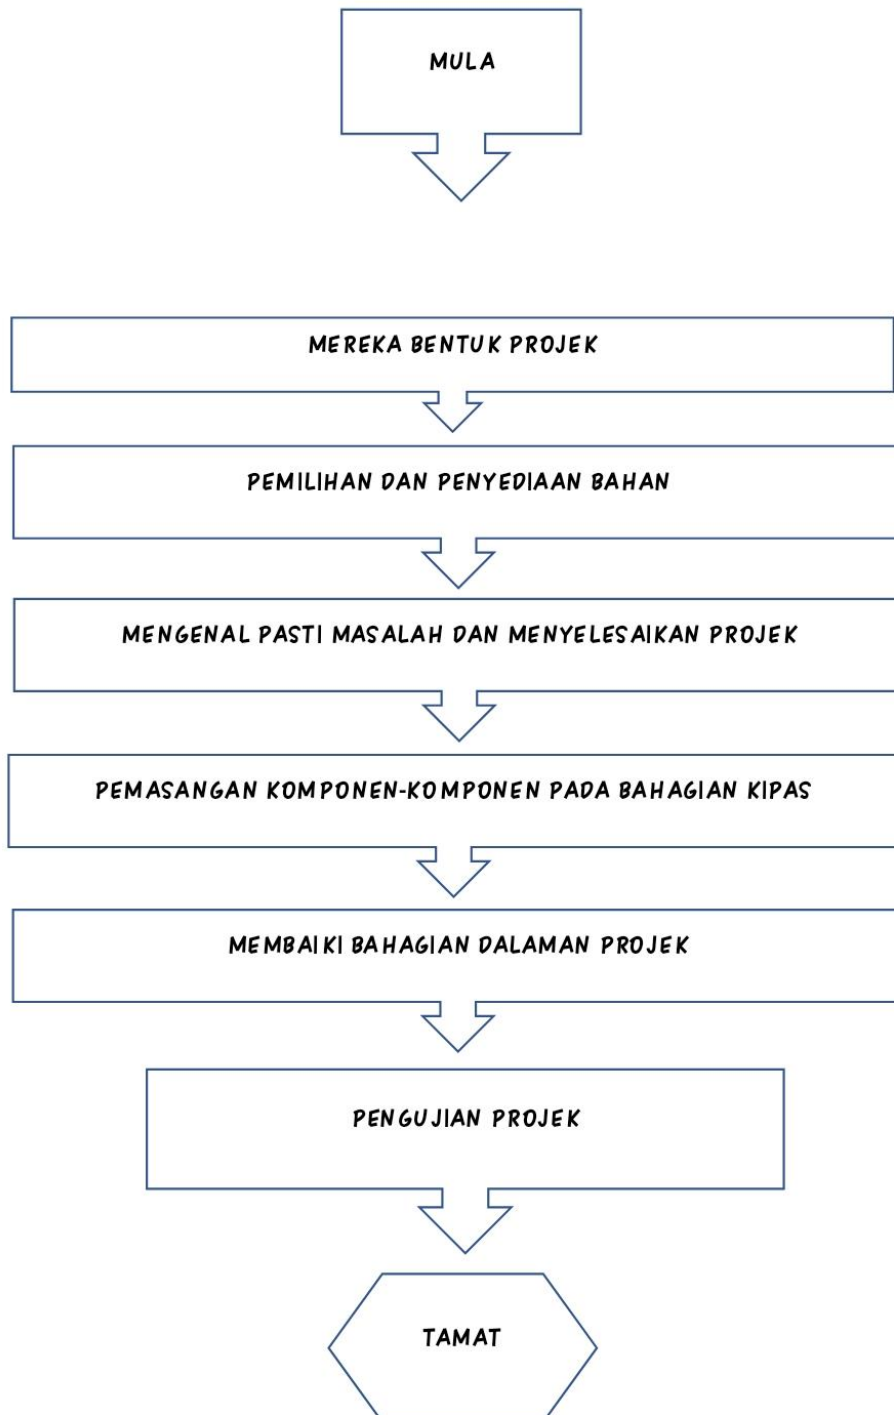 MULA
MEREKA BENTUK PROJEK
PEMILIHAN DAN PENYEDIAAN BAHAN
MENGENAL PASTI MASALAH DAN MENYELESAIKAN PROJEK
PEMASANGAN KOMPONEN-KOMPONEN PADA BAHAGIAN KIPAS
MEMBAIKI BAHAGIAN DALAMAN PROJEK
PENGUJIAN PROJEK
TAMAT